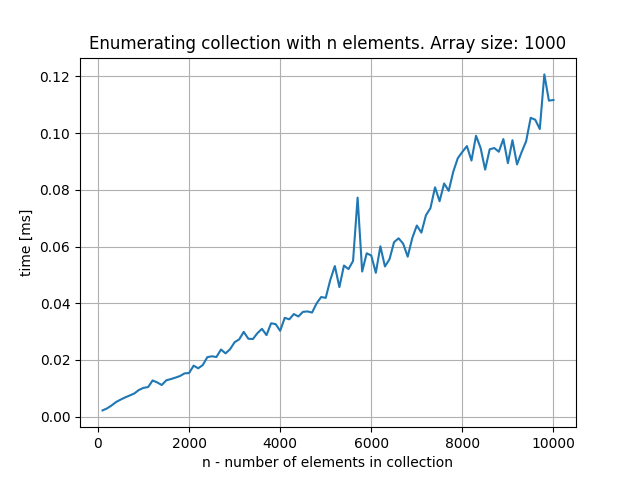 Enumerating collection with n elements. Array size: 1000
0.12
0.10
0.08
0.06
0.04
0.02
0.00
time [ms]
0 2000 4000 6000 8000 10000
n - number of elements in collection